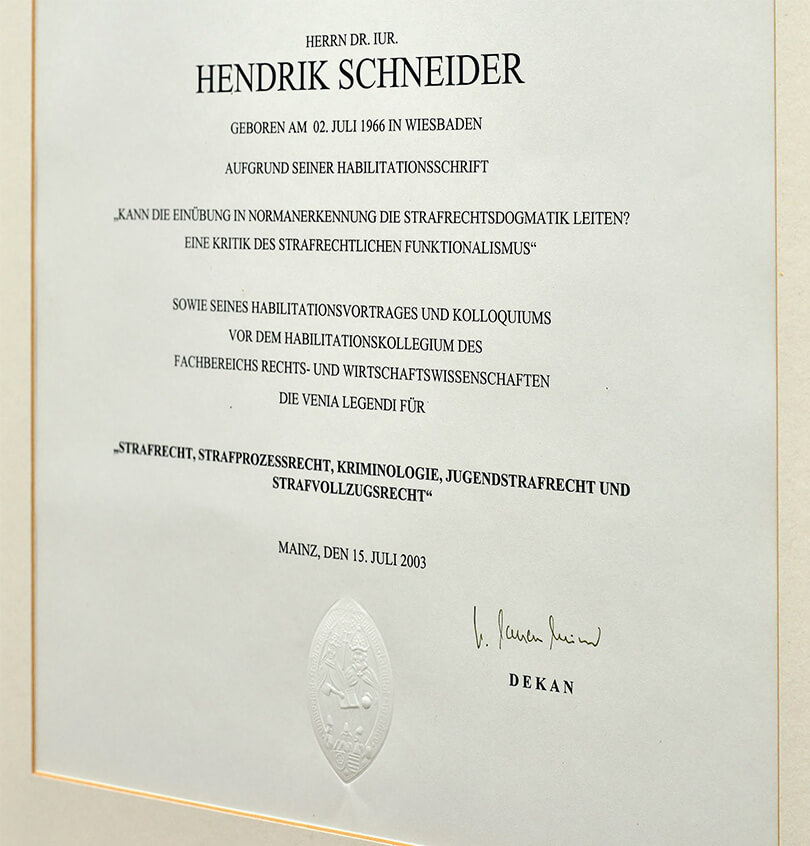 HERRN DR. IUR.
HENDRIK SCHNEIDER
GEBOREN AM 02. JULI 1966 IN WIESBADEN
AUFGRUND SEINER HABILITATIONSSCHRIFT
„KANN DIE EINÜBUNG IN NORMANERKENNUNG DIE STRAFRECHTSDOGMATIK LEITEN?
EINE KRITIK DES STRAFRECHTLICHEN FUNKTIONALISMUS“
SOWIE SEINES HABILITATIONSVORTRAGES UND KOLLOQUIUMS
VOR DEM HABILITATIONSKOLLEGIUM DES
FACHBEREICHS RECHTS- UND WIRTSCHAFTSWISSENSCHAFTEN
DIE VENIA LEGENDI FÜR
„STRAFRECHT, STRAFPROZESSRECHT, KRIMINOLOGIE, JUGENDSTRAFRECHT UND
STRAFVOLLZUGSRECHT“
MAINZ, DEN 15. JULI 2003
DEKAN